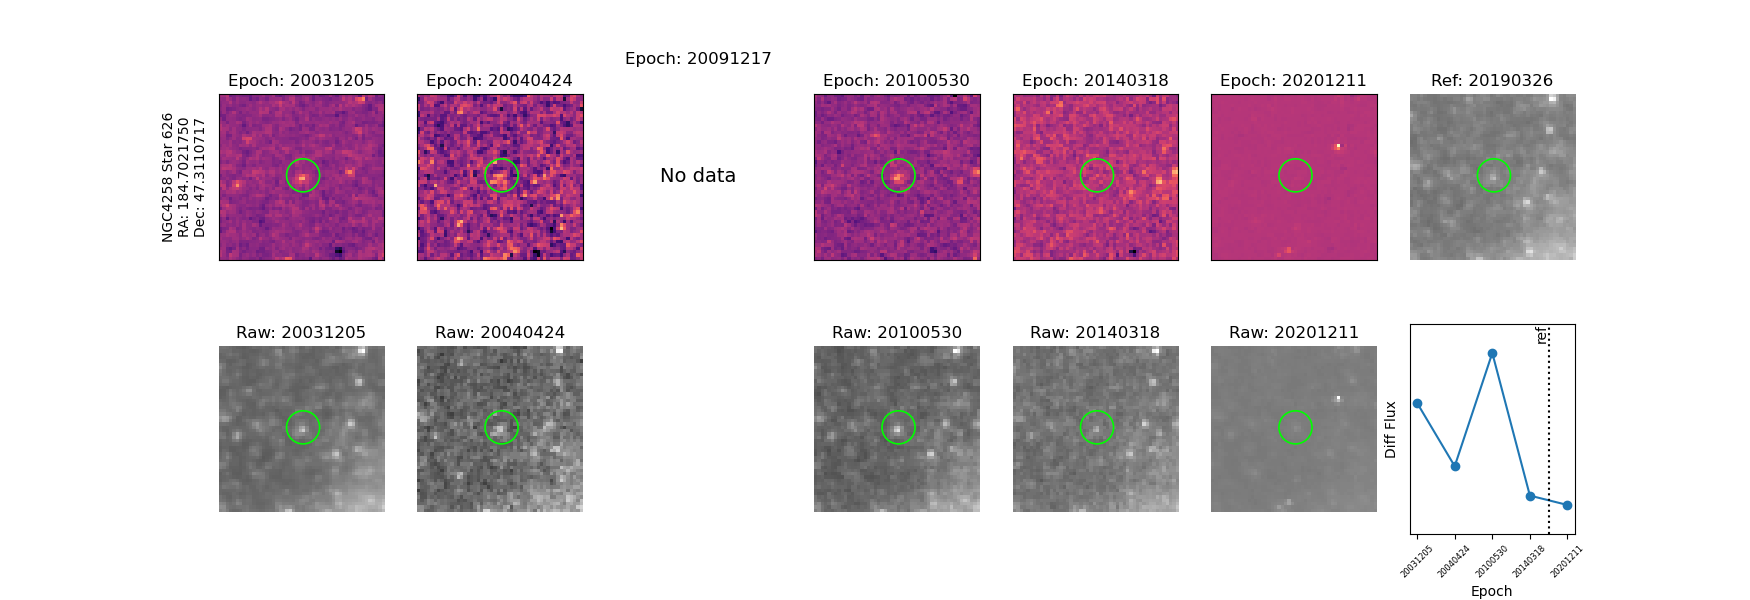 Epoch: 20031205
Epoch: 20040424
Epoch: 20091217
Epoch: 20100530
Epoch: 20140318
Epoch: 20201211
Ref: 20190326
NGC4258 Star 626
RA: 184.7021750
Dec: 47.3110717
No data
Raw: 20031205
Raw: 20040424
Raw: 20100530
Raw: 20140318
Raw: 20201211
ref
Diff Flux
20031205
20040424
20100530
20140318
20201211
Epoch